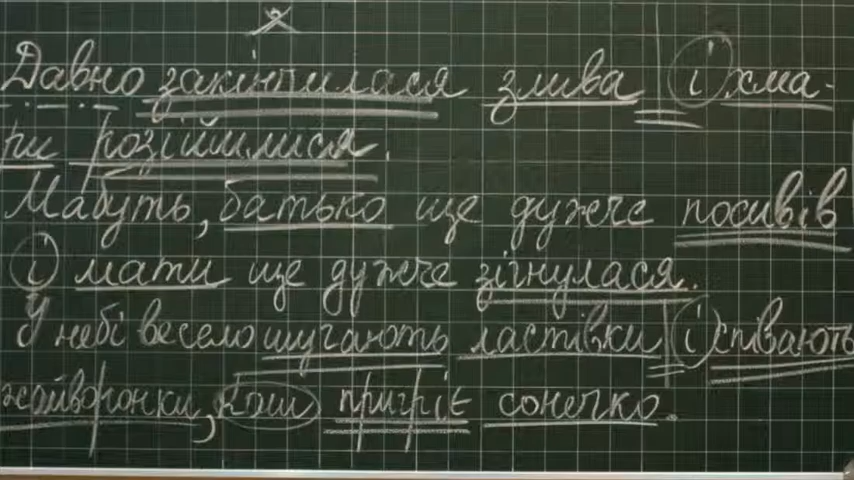 Давно закінчилася злива і хма-
ри розійшлися.
Мабуть, батько ще дужче посивів
і мати ще дужче зігнулася.
У небі весело шугають ластівки і співають
жайворонки, коли пригріє сонечко.